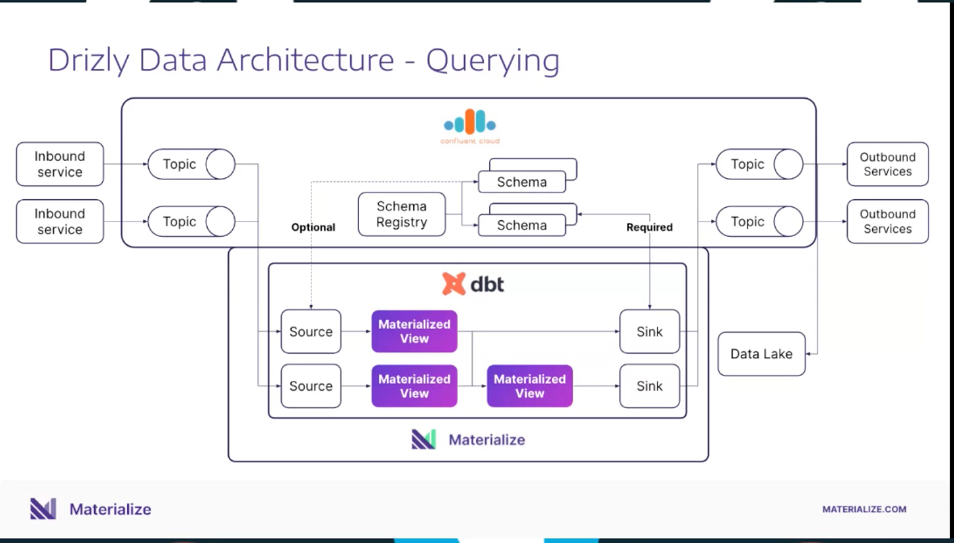 Drizly Data Architecture - Querying
confluent cloud
Inbound
service
Topic
Schema
Topic
Outbound
Services
Inbound
service
Topic
Schema
Registry
Schema
Topic
Outbound
Services
Optional
Required
dbt
Source
Materialized
View
Sink
Data Lake
Source
Materialized
View
Materialized
View
Sink
Materialize
Materialize
MATERIALIZE.COM